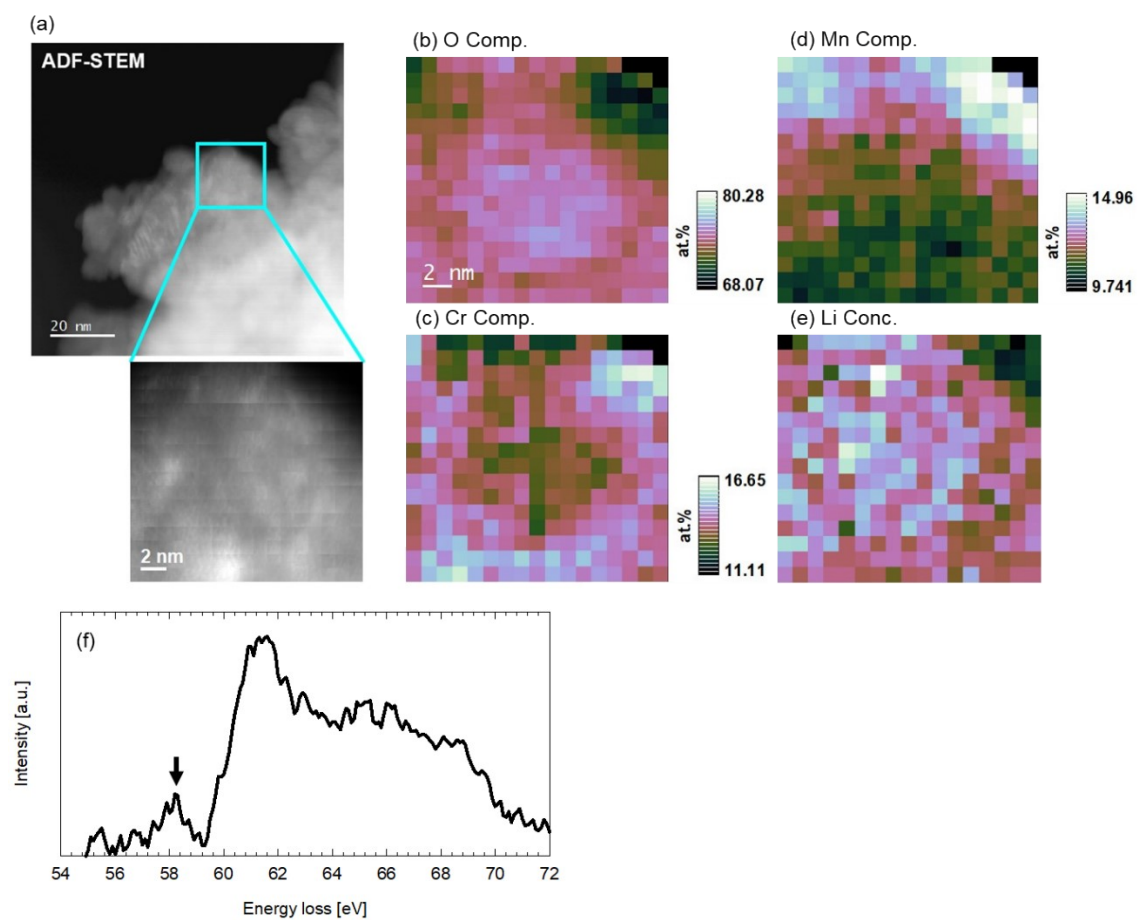 (a)
ADF-STEM
20 nm
2 nm
(b) O Comp.
2 nm
80.28
at.%
68.07
(d) Mn Comp.
14.96
at.%
9.741
(c) Cr Comp.
16.65
at.%
11.11
(e) Li Conc.
(f)
Intensity [a.u.]
54 56 58 60 62 64 66 68 70 72
Energy loss [eV]